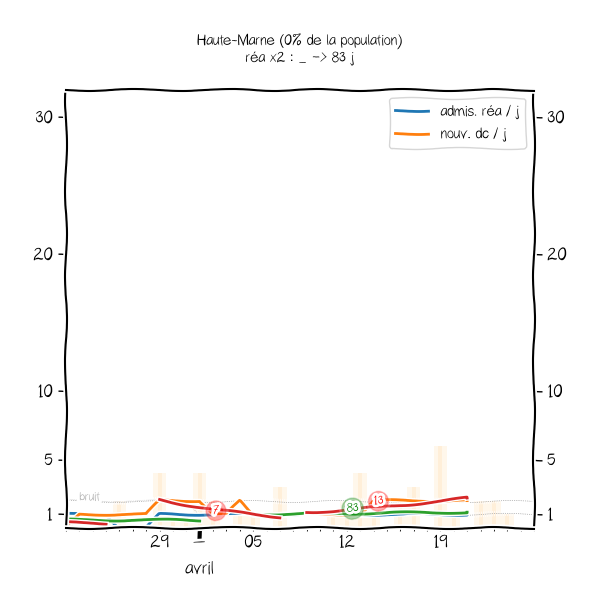 Haute-Marne (0% de la population)
réa x2 : _ -> 83 j
admis. réa / j
nouv. dc / j
30
30
20
20
10
10
5
5
bruit
7
83
13
1
1
29
05
12
19
avril